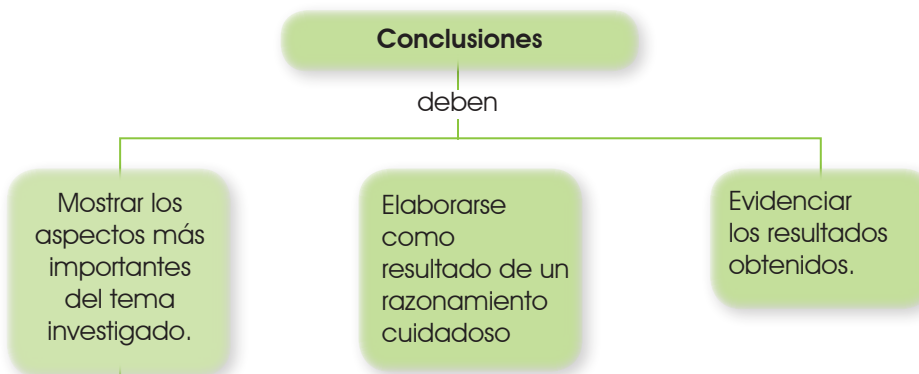 Conclusiones
deben
Mostrar los
aspectos más
importantes
del tema
investigado.
Elaborarse
como
resultado de un
razonamiento
cuidadoso
Evidenciar
los resultados
obtenidos.